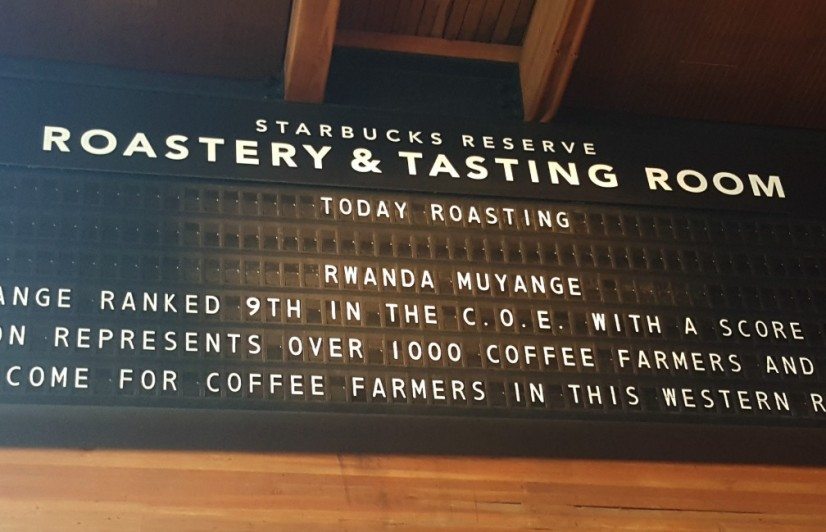 STARBUCKS RESERVE
ROASTERY & TASTING ROOM
TODAY ROASTING
RWANDA MUYANGE
ANGE RANKED 9TH IN THE C.O.E. WITH A SCORE
ON REPRESENTS OVER 1000 COFFEE FARMERS AND
COME FOR COFFEE FARMERS IN THIS WESTERN R